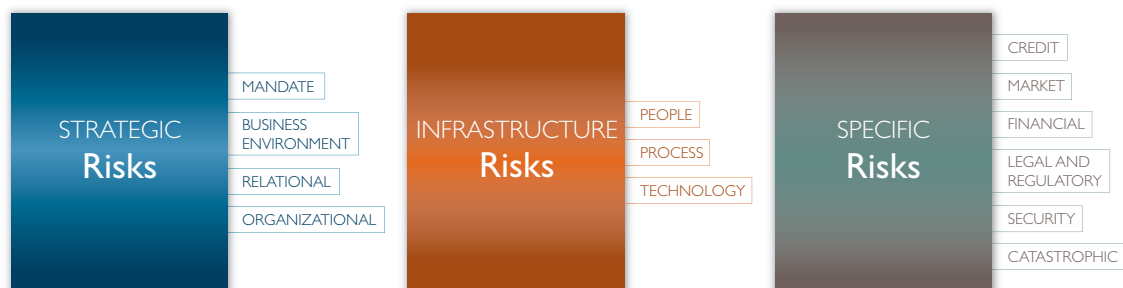 STRATEGIC
Risks
MANDATE
BUSINESS
ENVIRONMENT
RELATIONAL
ORGANIZATIONAL
INFRASTRUCTURE
Risks
PEOPLE
PROCESS
TECHNOLOGY
SPECIFIC
Risks
CREDIT
MARKET
FINANCIAL
LEGAL AND
REGULATORY
SECURITY
CATASTROPHIC